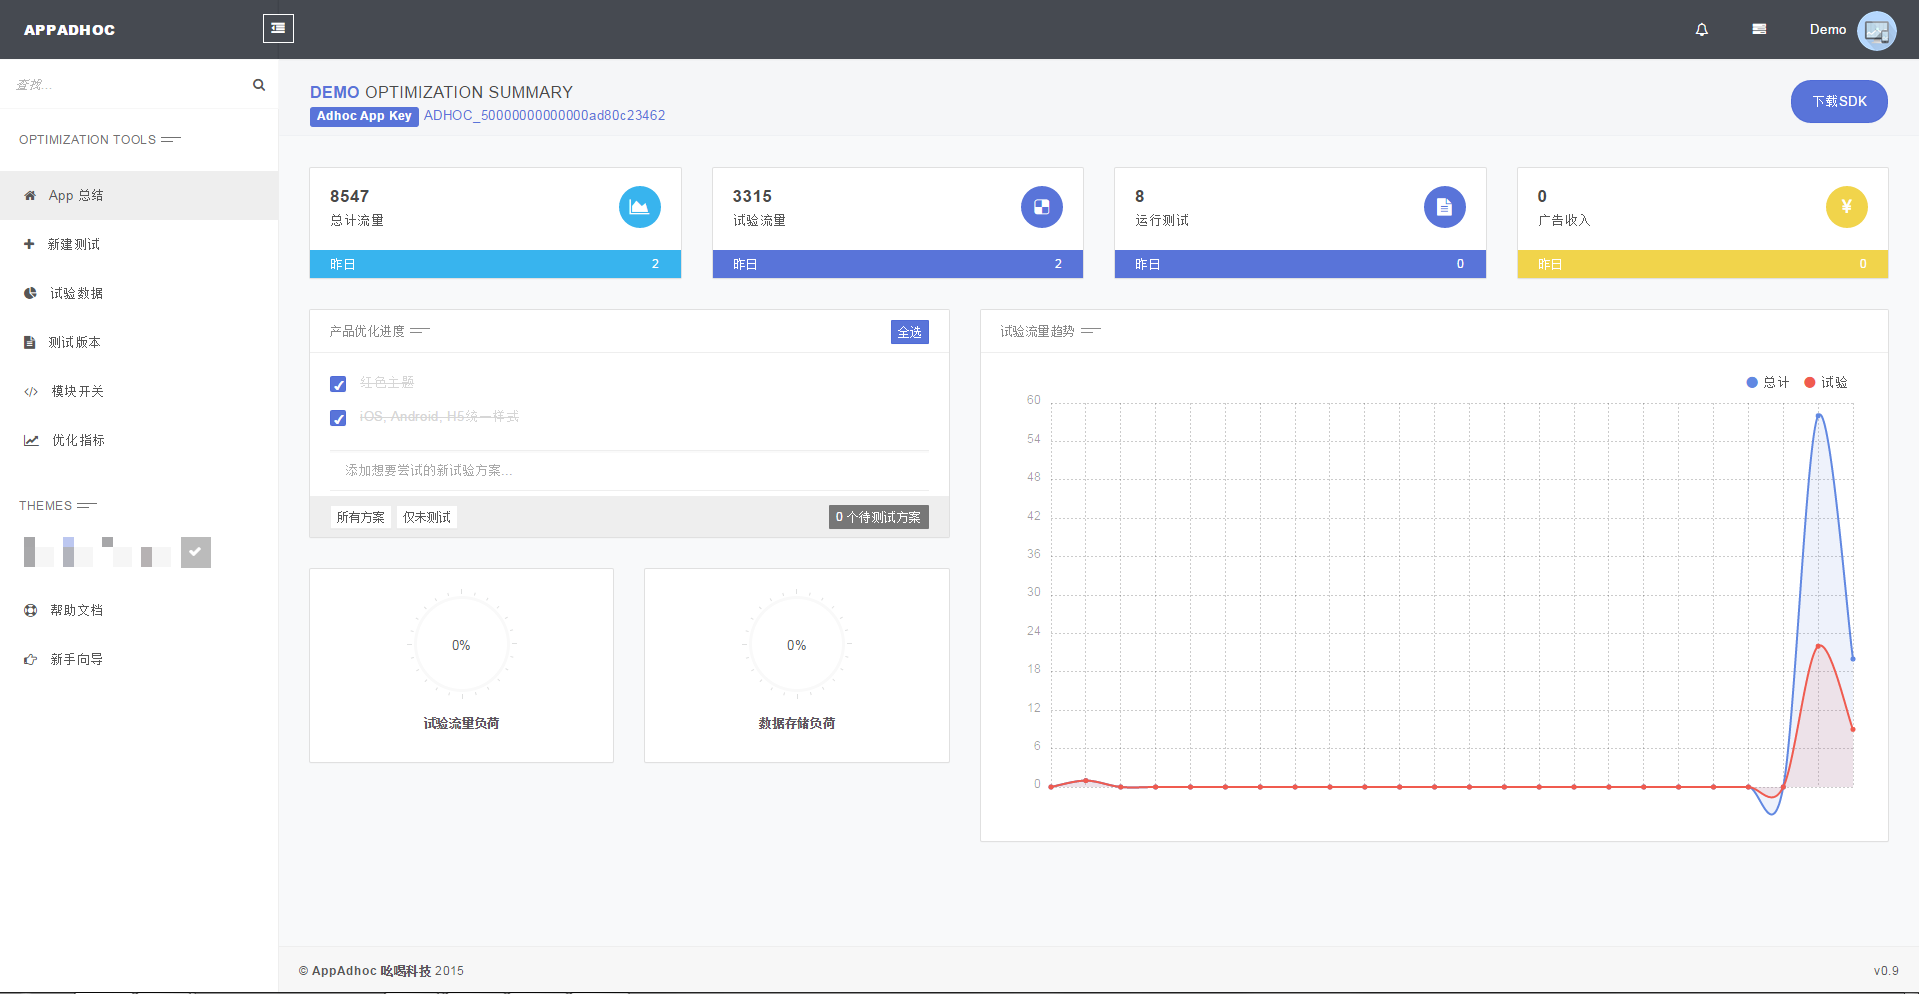 APPADHOC
Demo
查找...
OPTIMIZATION TOOLS
App 总结
新建测试
试验数据
测试版本
模块开关
优化指标
THEMES
帮助文档
新手向导
DEMO OPTIMIZATION SUMMARY
Adhoc App Key ADHOC_50000000000000ad80c23462
下载SDK
8547
总计流量
昨日 2
3315
试验流量
昨日 2
8
运行测试
昨日 0
0
广告收入
¥
昨日 0
产品优化进度
全选
红色主题
iOS, Android, H5统一样式
添加想要尝试的新试验方案...
所有方案 仅未测试
0 个待测试方案
0%
试验流量负荷
0%
数据存储负荷
试验流量趋势
总计 试验
60
54
48
42
36
30
24
18
12
6
0
© AppAdhoc 吆喝科技 2015
v0.9